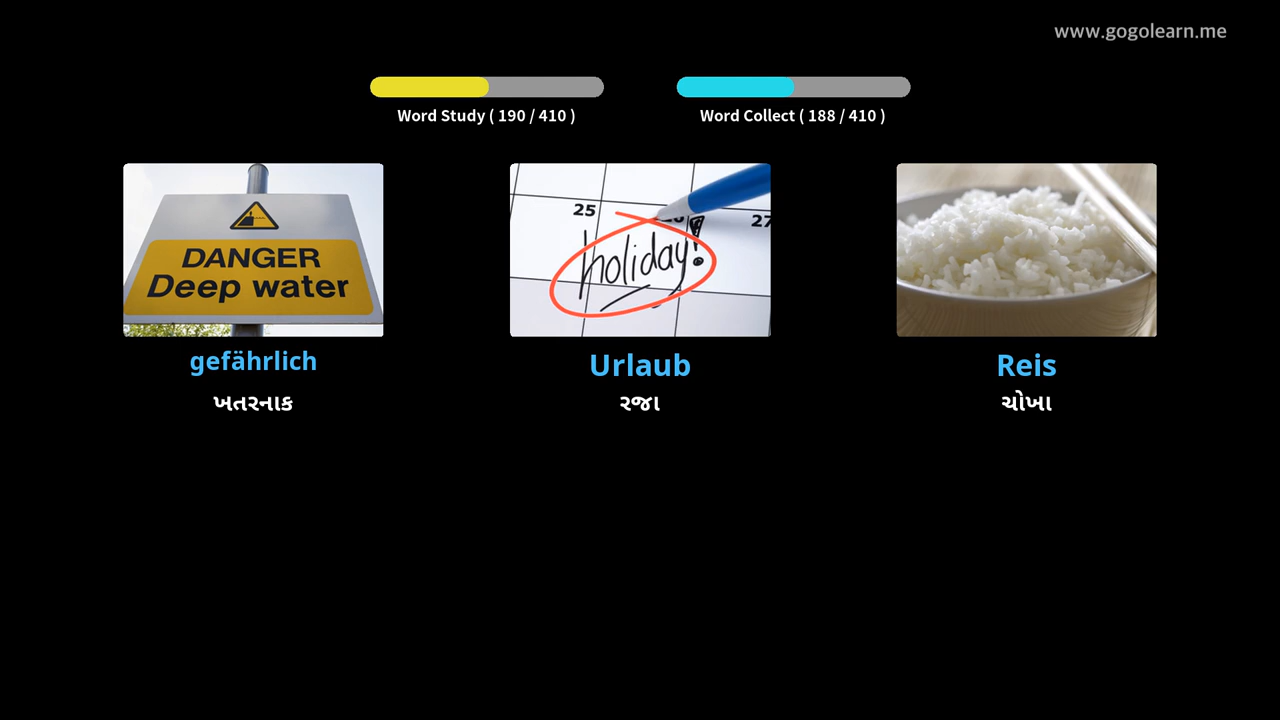 www.gogolearn.me
Word Study ( 190 / 410 )
Word Collect ( 188 / 410 )
DANGER
Deep water
25
27
holiday!
gefährlich
Urlaub
Reis
ખતરનાક
રજા
ચોખા